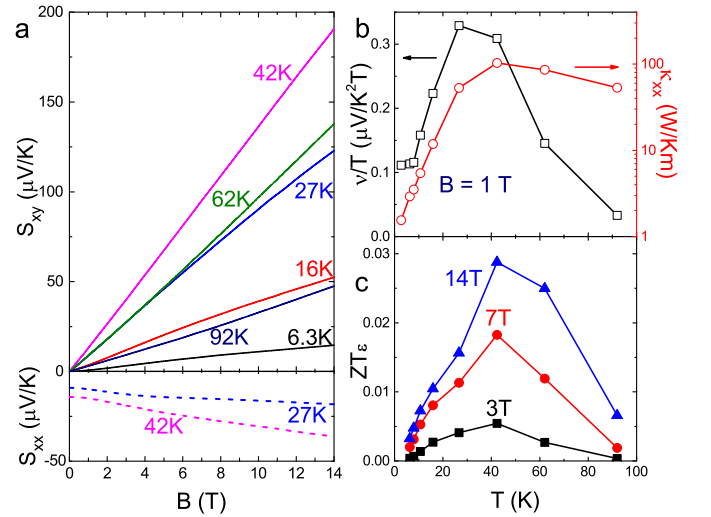 a
200
150
100
50
0
-50
S_xy (μV/K)
S_xx (μV/K)
42K
62K
27K
16K
92K
6.3K
27K
42K
0 2 4 6 8 10 12 14
B (T)
b
0.3
0.2
0.1
0.0
ν/T (μV/K²T)
100
10
1
κ_xx (W/Km)
B = 1 T
c
0.03
0.02
0.01
0.00
ZTε
14T
7T
3T
0 20 40 60 80 100
T (K)